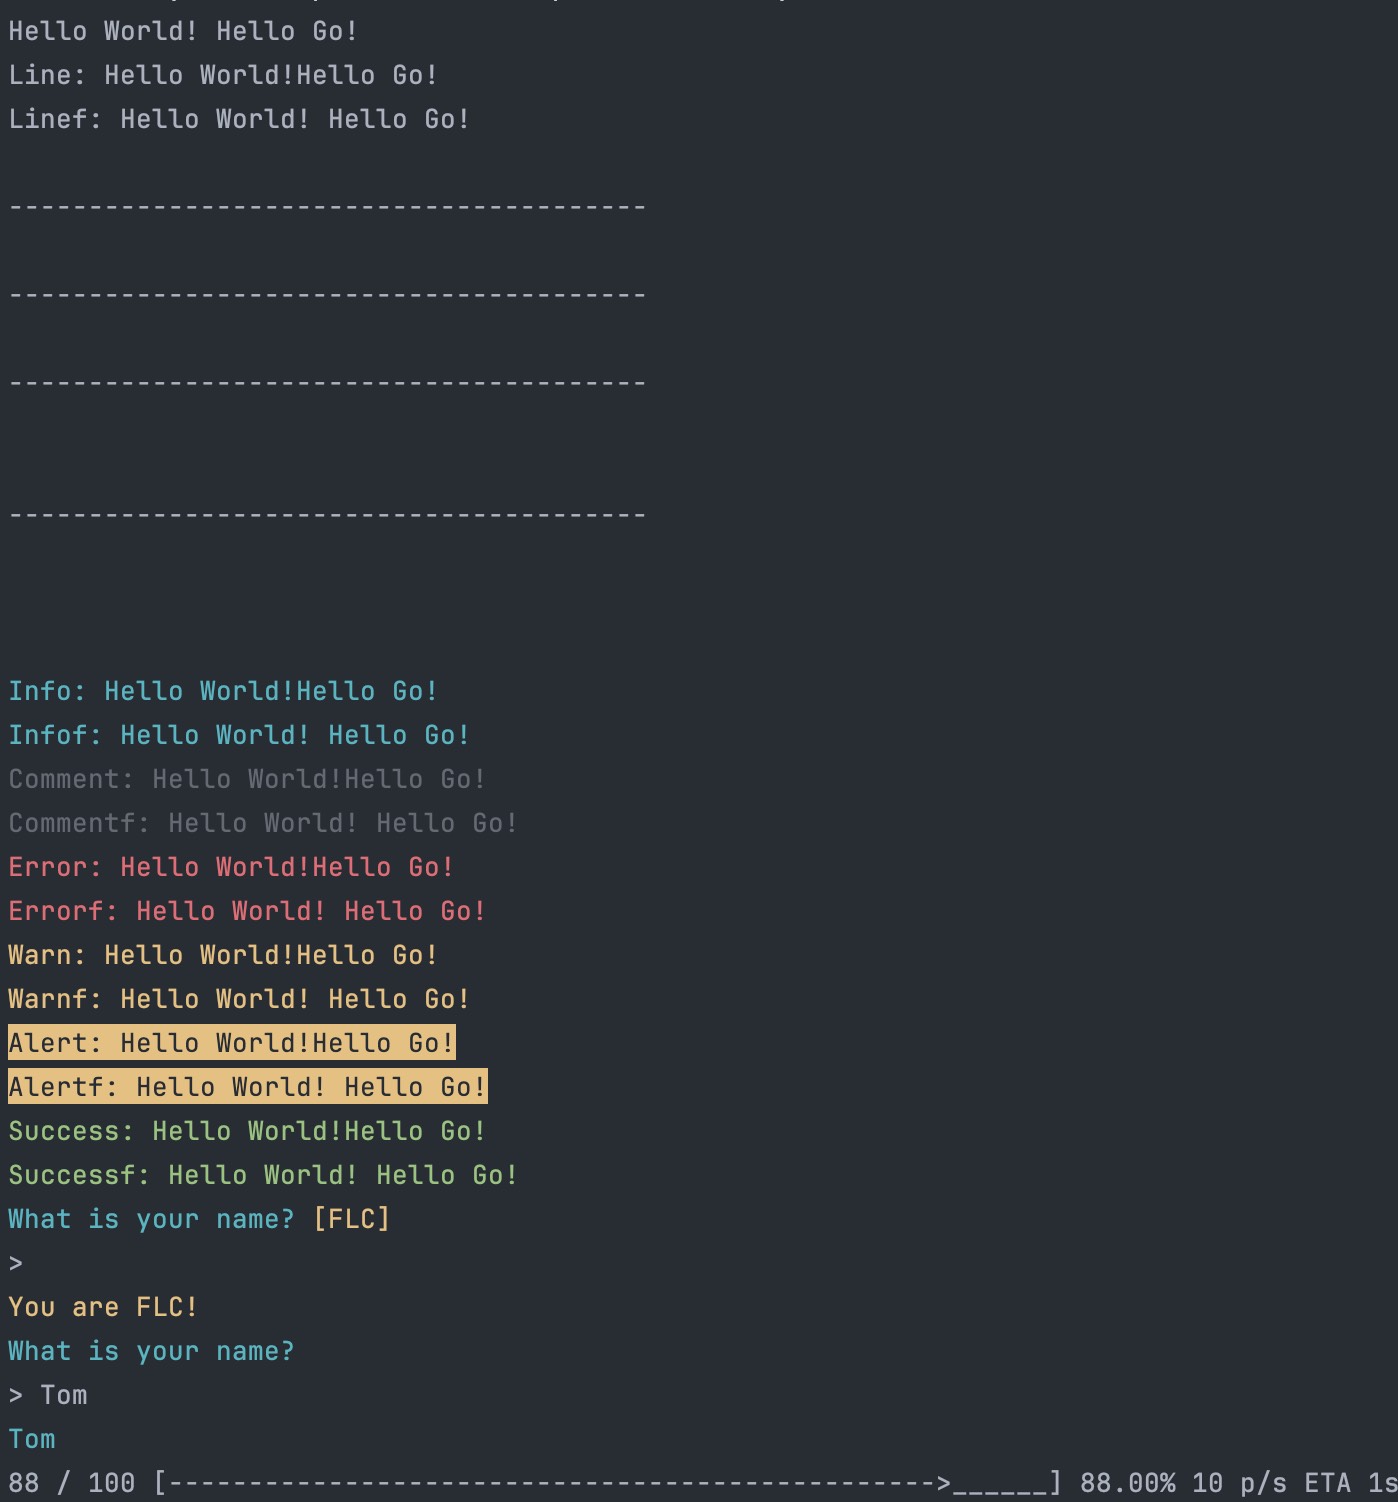 Hello World! Hello Go!
Line: Hello World!Hello Go!
Linef: Hello World! Hello Go!
----------------------------------------
----------------------------------------
----------------------------------------
----------------------------------------
Info: Hello World!Hello Go!
Infof: Hello World! Hello Go!
Comment: Hello World!Hello Go!
Commentf: Hello World! Hello Go!
Error: Hello World!Hello Go!
Errorf: Hello World! Hello Go!
Warn: Hello World!Hello Go!
Warnf: Hello World! Hello Go!
Alert: Hello World!Hello Go!
Alertf: Hello World! Hello Go!
Success: Hello World!Hello Go!
Successf: Hello World! Hello Go!
What is your name? [FLC]
>
You are FLC!
What is your name?
> Tom
Tom
88 / 100 [------------------------------------------------>______] 88.00% 10 p/s ETA 1s